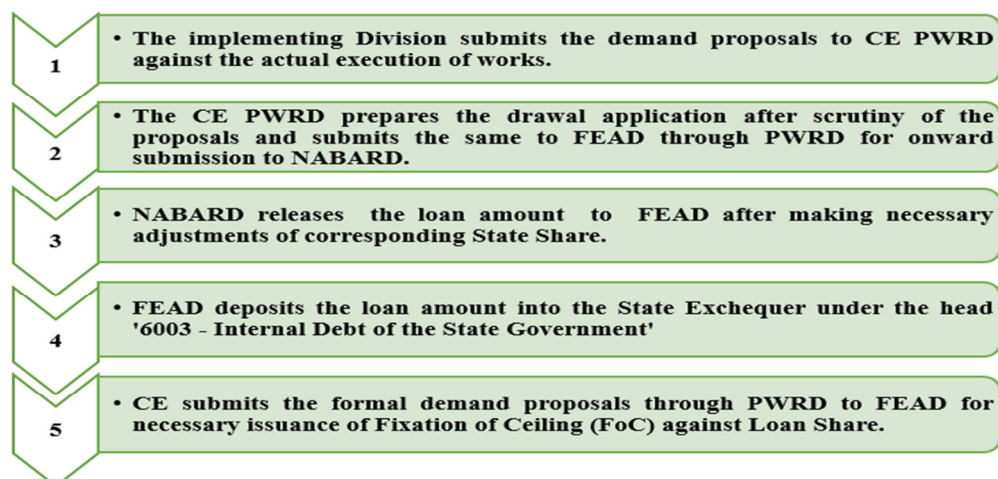 1
• The implementing Division submits the demand proposals to CE PWRD
against the actual execution of works.
2
• The CE PWRD prepares the drawal application after scrutiny of the
proposals and submits the same to FEAD through PWRD for onward
submission to NABARD.
3
• NABARD releases the loan amount to FEAD after making necessary
adjustments of corresponding State Share.
4
• FEAD deposits the loan amount into the State Exchequer under the head
'6003 - Internal Debt of the State Government'
5
• CE submits the formal demand proposals through PWRD to FEAD for
necessary issuance of Fixation of Ceiling (FoC) against Loan Share.